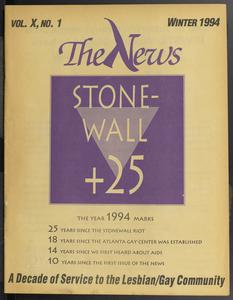 VOL. X, NO. 1 WINTER 1994
The News
STONE-
WALL
+25
THE YEAR 1994 MARKS
25 YEARS SINCE THE STONEWALL RIOT
18 YEARS SINCE THE ATLANTA GAY CENTER WAS ESTABLISHED
14 YEARS SINCE WE FIRST HEARD ABOUT AIDS
10 YEARS SINCE THE FIRST ISSUE OF THE NEWS
A Decade of Service to the Lesbian/Gay Community